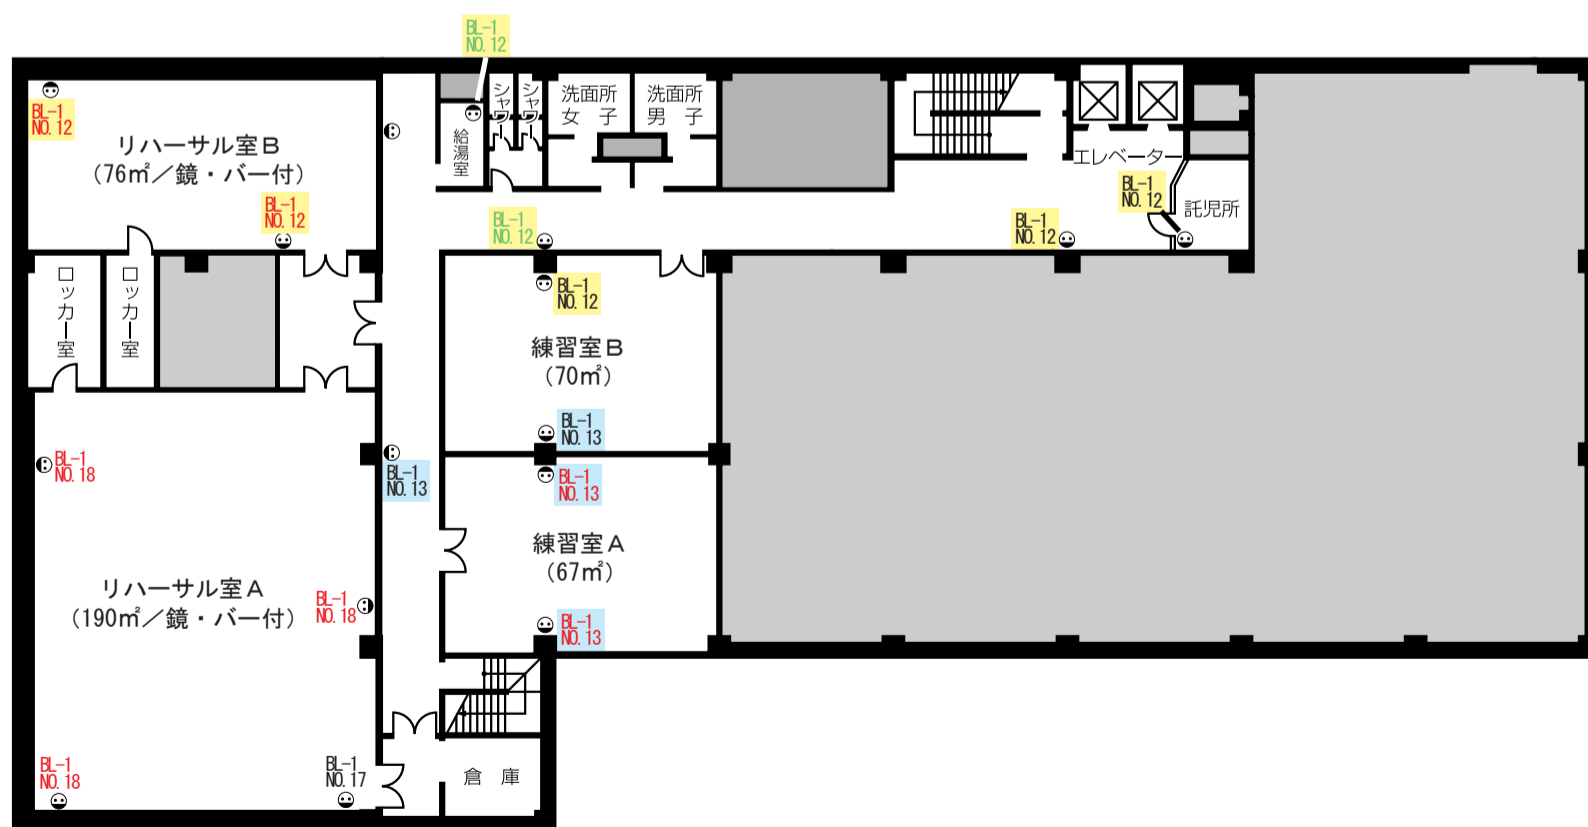 BL-1
NO. 12
BL-1
NO. 12
リハーサル室B
(76㎡／鏡・バー付)
BL-1
NO. 12
給湯室
シャワー
シャワー
洗面所
女 子
洗面所
男 子
エレベーター
BL-1
NO. 12
託児所
BL-1
NO. 12
BL-1
NO. 12
ロッカー室
ロッカー室
BL-1
NO. 12
練習室B
(70㎡)
BL-1
NO. 13
BL-1
NO. 18
BL-1
NO. 13
BL-1
NO. 13
練習室A
(67㎡)
リハーサル室A
(190㎡／鏡・バー付)
BL-1
NO. 18
BL-1
NO. 13
BL-1
NO. 18
BL-1
NO. 17
倉 庫